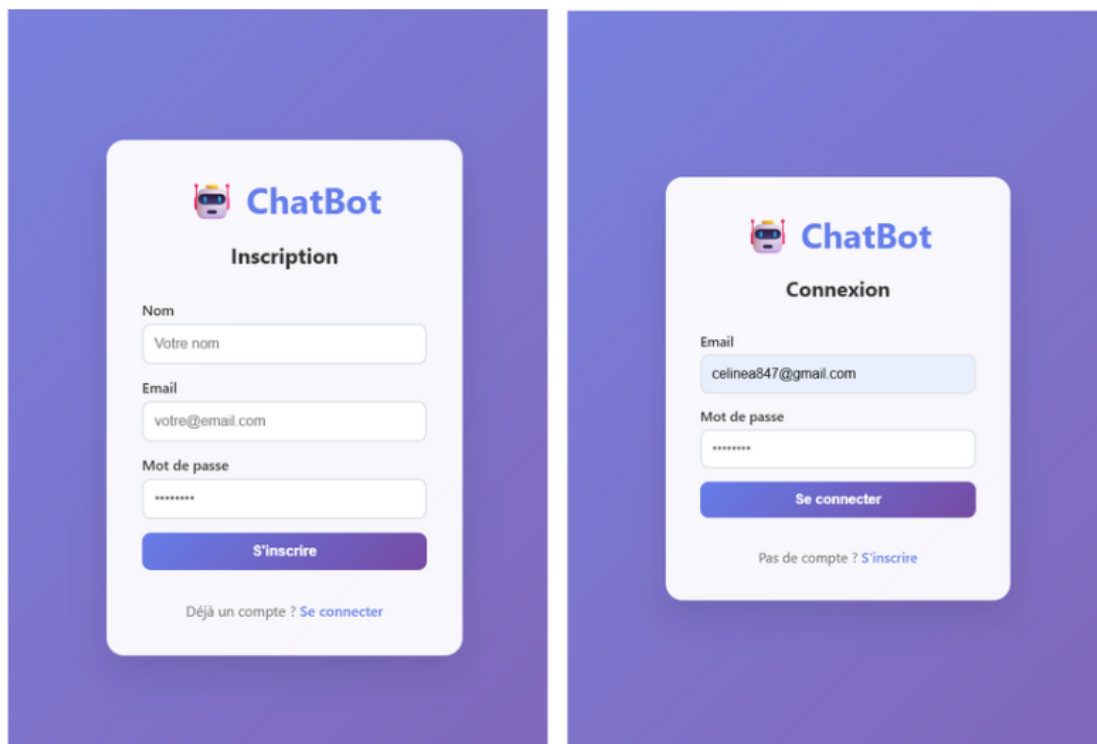 ChatBot
Inscription
Nom
Votre nom
Email
votre@email.com
Mot de passe
••••••••
S'inscrire
Déjà un compte ? Se connecter
ChatBot
Connexion
Email
celinea847@gmail.com
Mot de passe
••••••••
Se connecter
Pas de compte ? S'inscrire